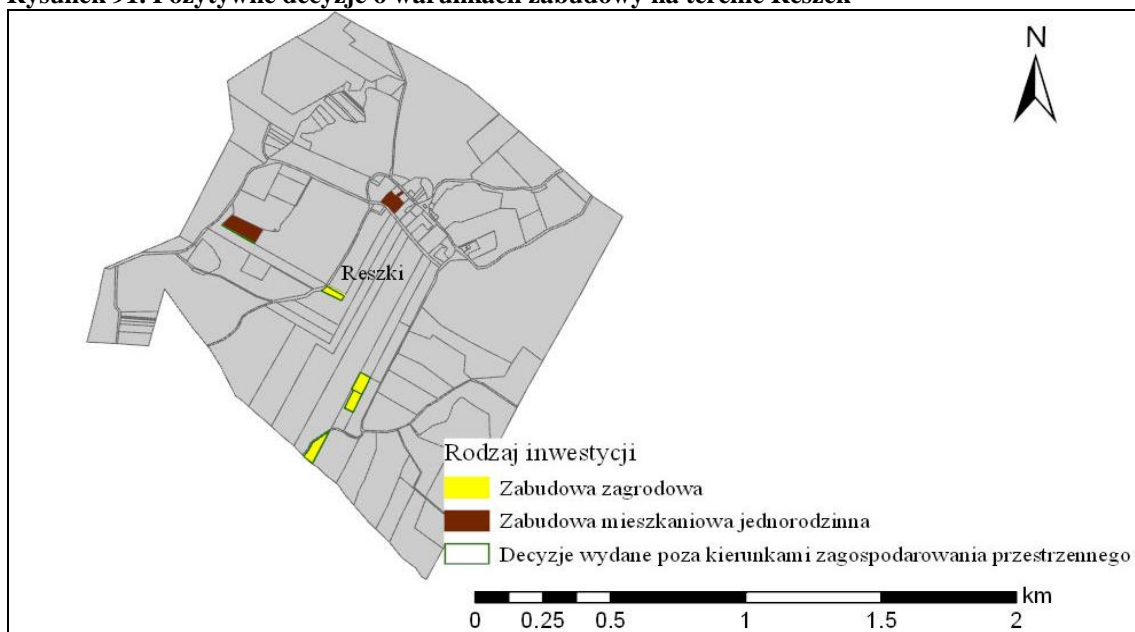 Rysunek 91. Pozytywne decyzje o warunkach zabudowy na terenie Reszek
N
Reszki
Rodzaj inwestycji
Zabudowa zagrodowa
Zabudowa mieszkaniowa jednorodzinna
Decyzje wydane poza kierunkami zagospodarowania przestrzennego
km
0 0.25 0.5 1 1.5 2